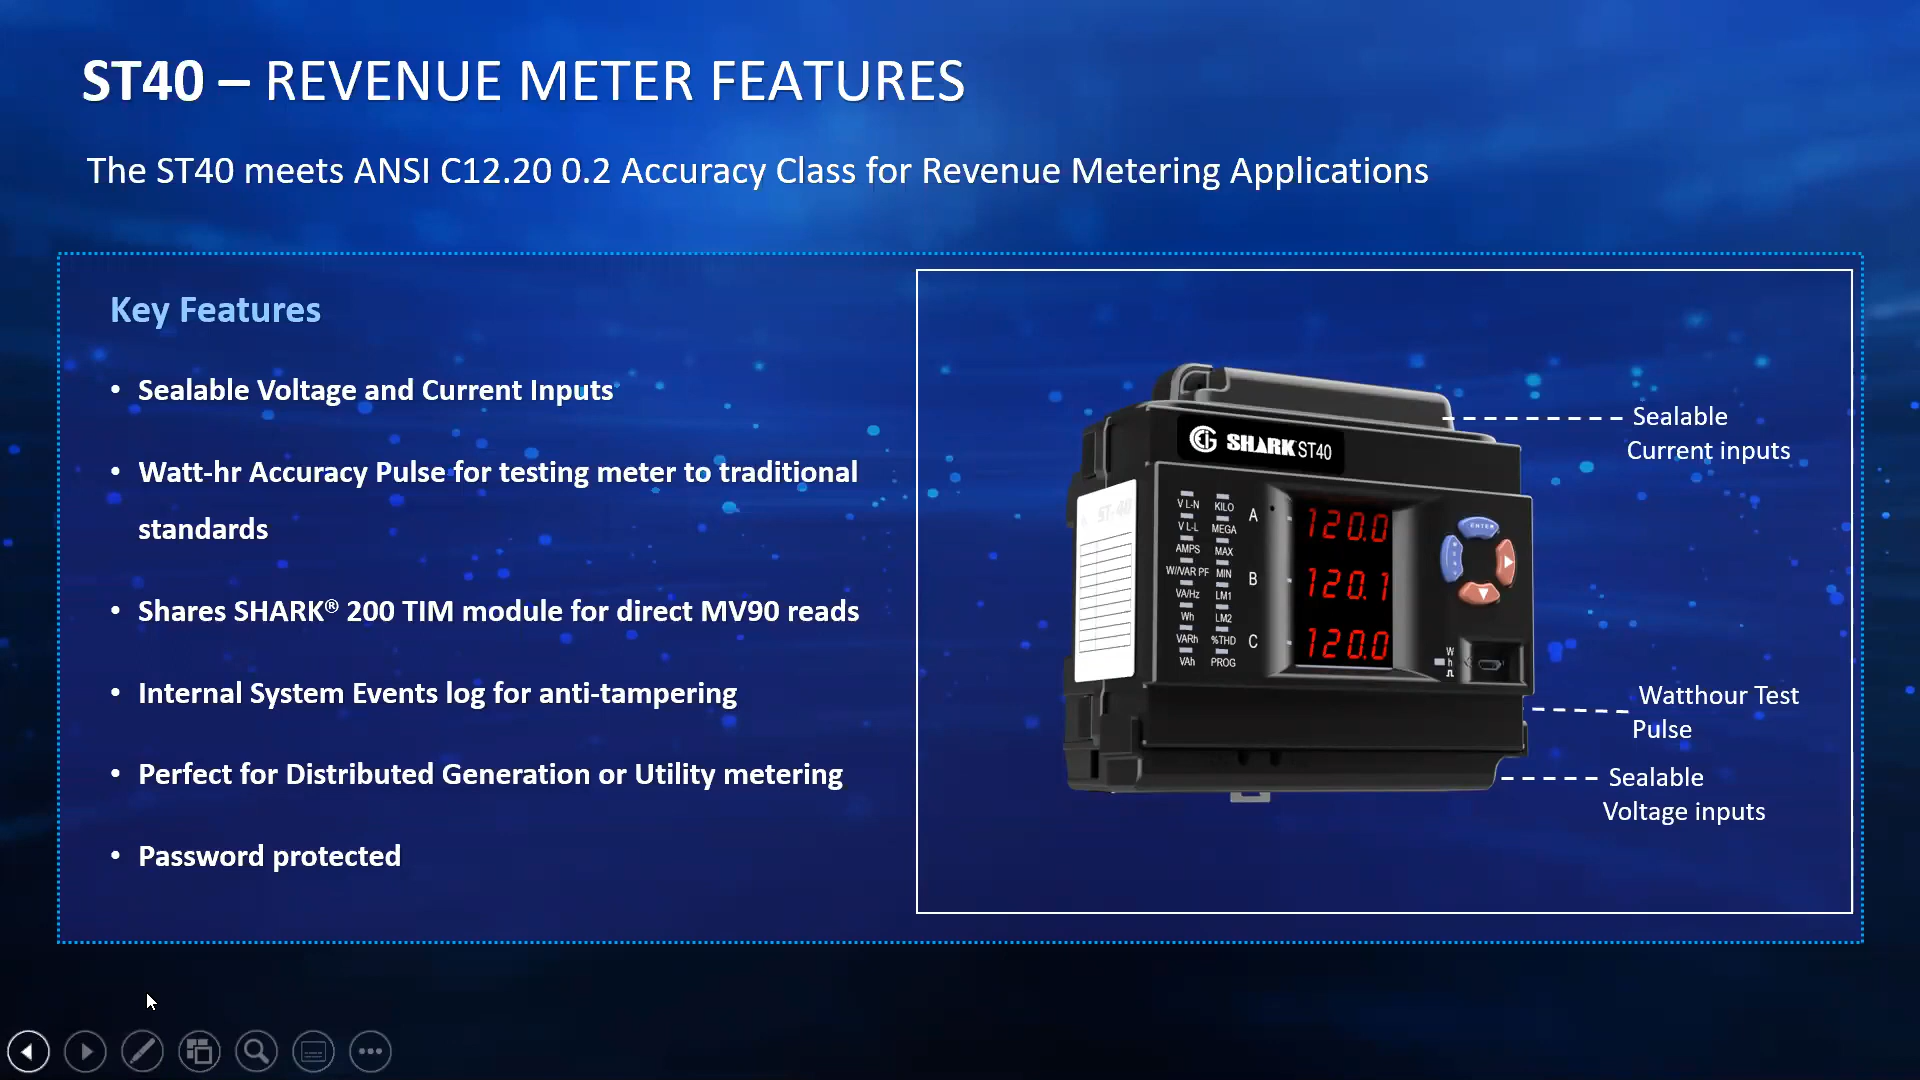 ST40 – REVENUE METER FEATURES
The ST40 meets ANSI C12.20 0.2 Accuracy Class for Revenue Metering Applications
Key Features
• Sealable Voltage and Current Inputs
• Watt-hr Accuracy Pulse for testing meter to traditional
standards
• Shares SHARK® 200 TIM module for direct MV90 reads
• Internal System Events log for anti-tampering
• Perfect for Distributed Generation or Utility metering
• Password protected
EIG SHARK ST40
ST-40
V L-N KILO
V L-L MEGA
AMPS MAX
W/VAR PF MIN
VA/Hz LM1
Wh LM2
VARh %THD
VAh PROG
A 120.0
B 120.1
C 120.0
ENTER
W
h
Sealable
Current inputs
Watthour Test
Pulse
Sealable
Voltage inputs